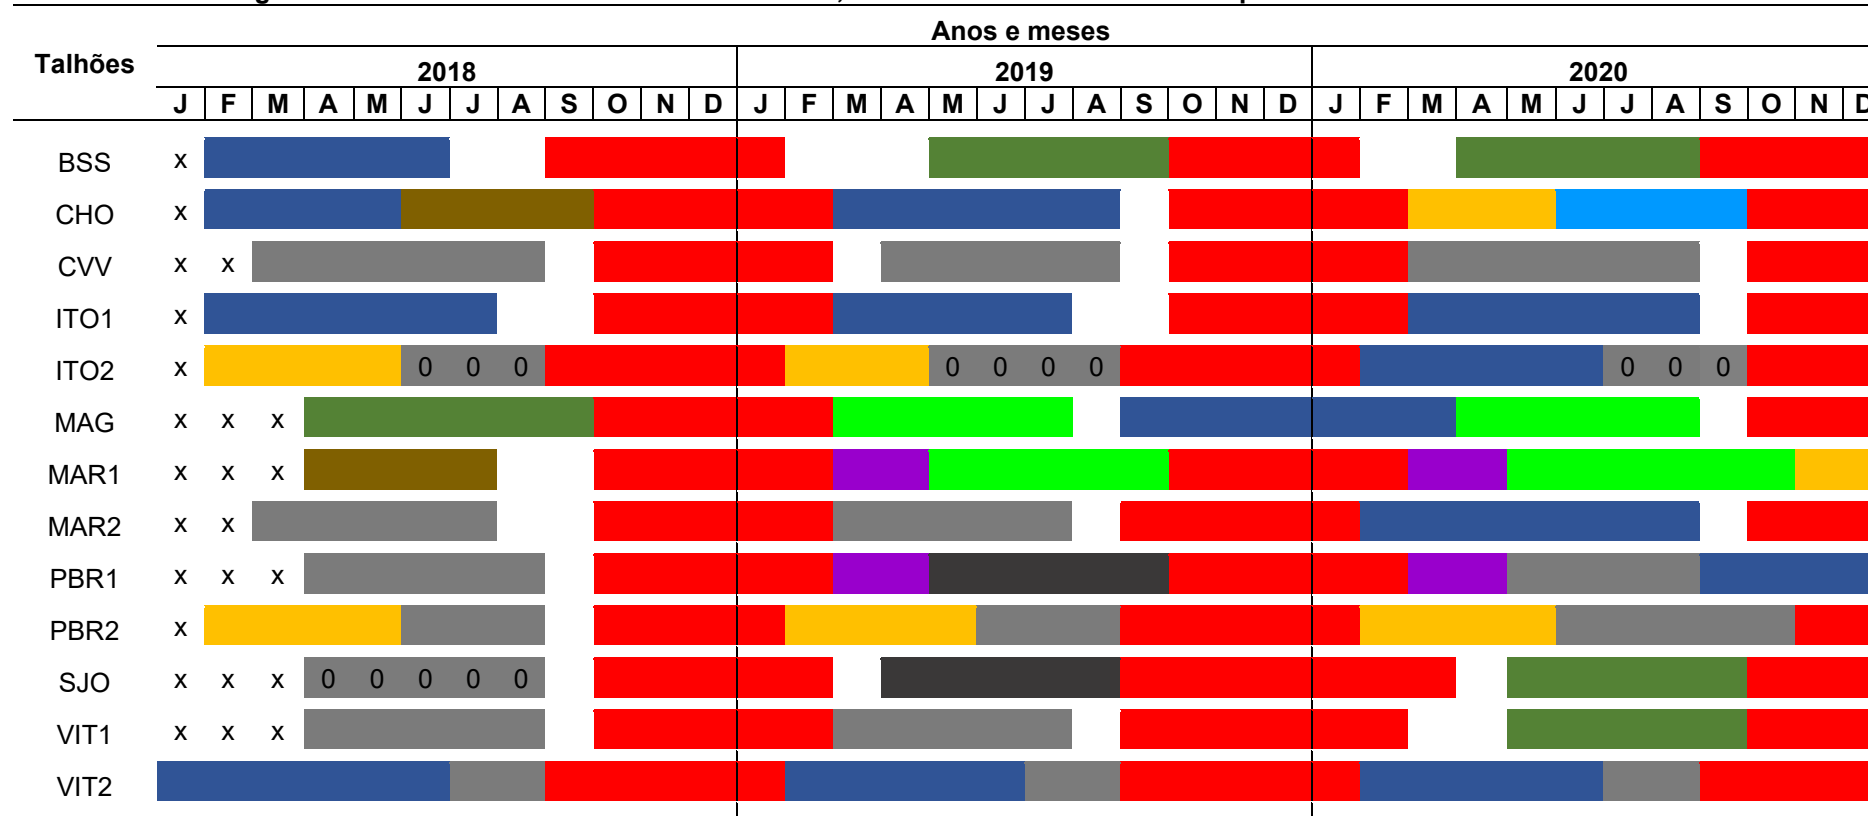 Anos e meses
Talhões
2018 2019 2020
J F M A M J J A S O N D J F M A M J J A S O N D J F M A M J J A S O N D
BSS x
CHO x
CVV x x
ITO1 x
ITO2 x 0 0 0 0 0 0 0 0 0 0
MAG x x x
MAR1 x x x
MAR2 x x
PBR1 x x x
PBR2 x
SJO x x x 0 0 0 0 0
VIT1 x x x
VIT2